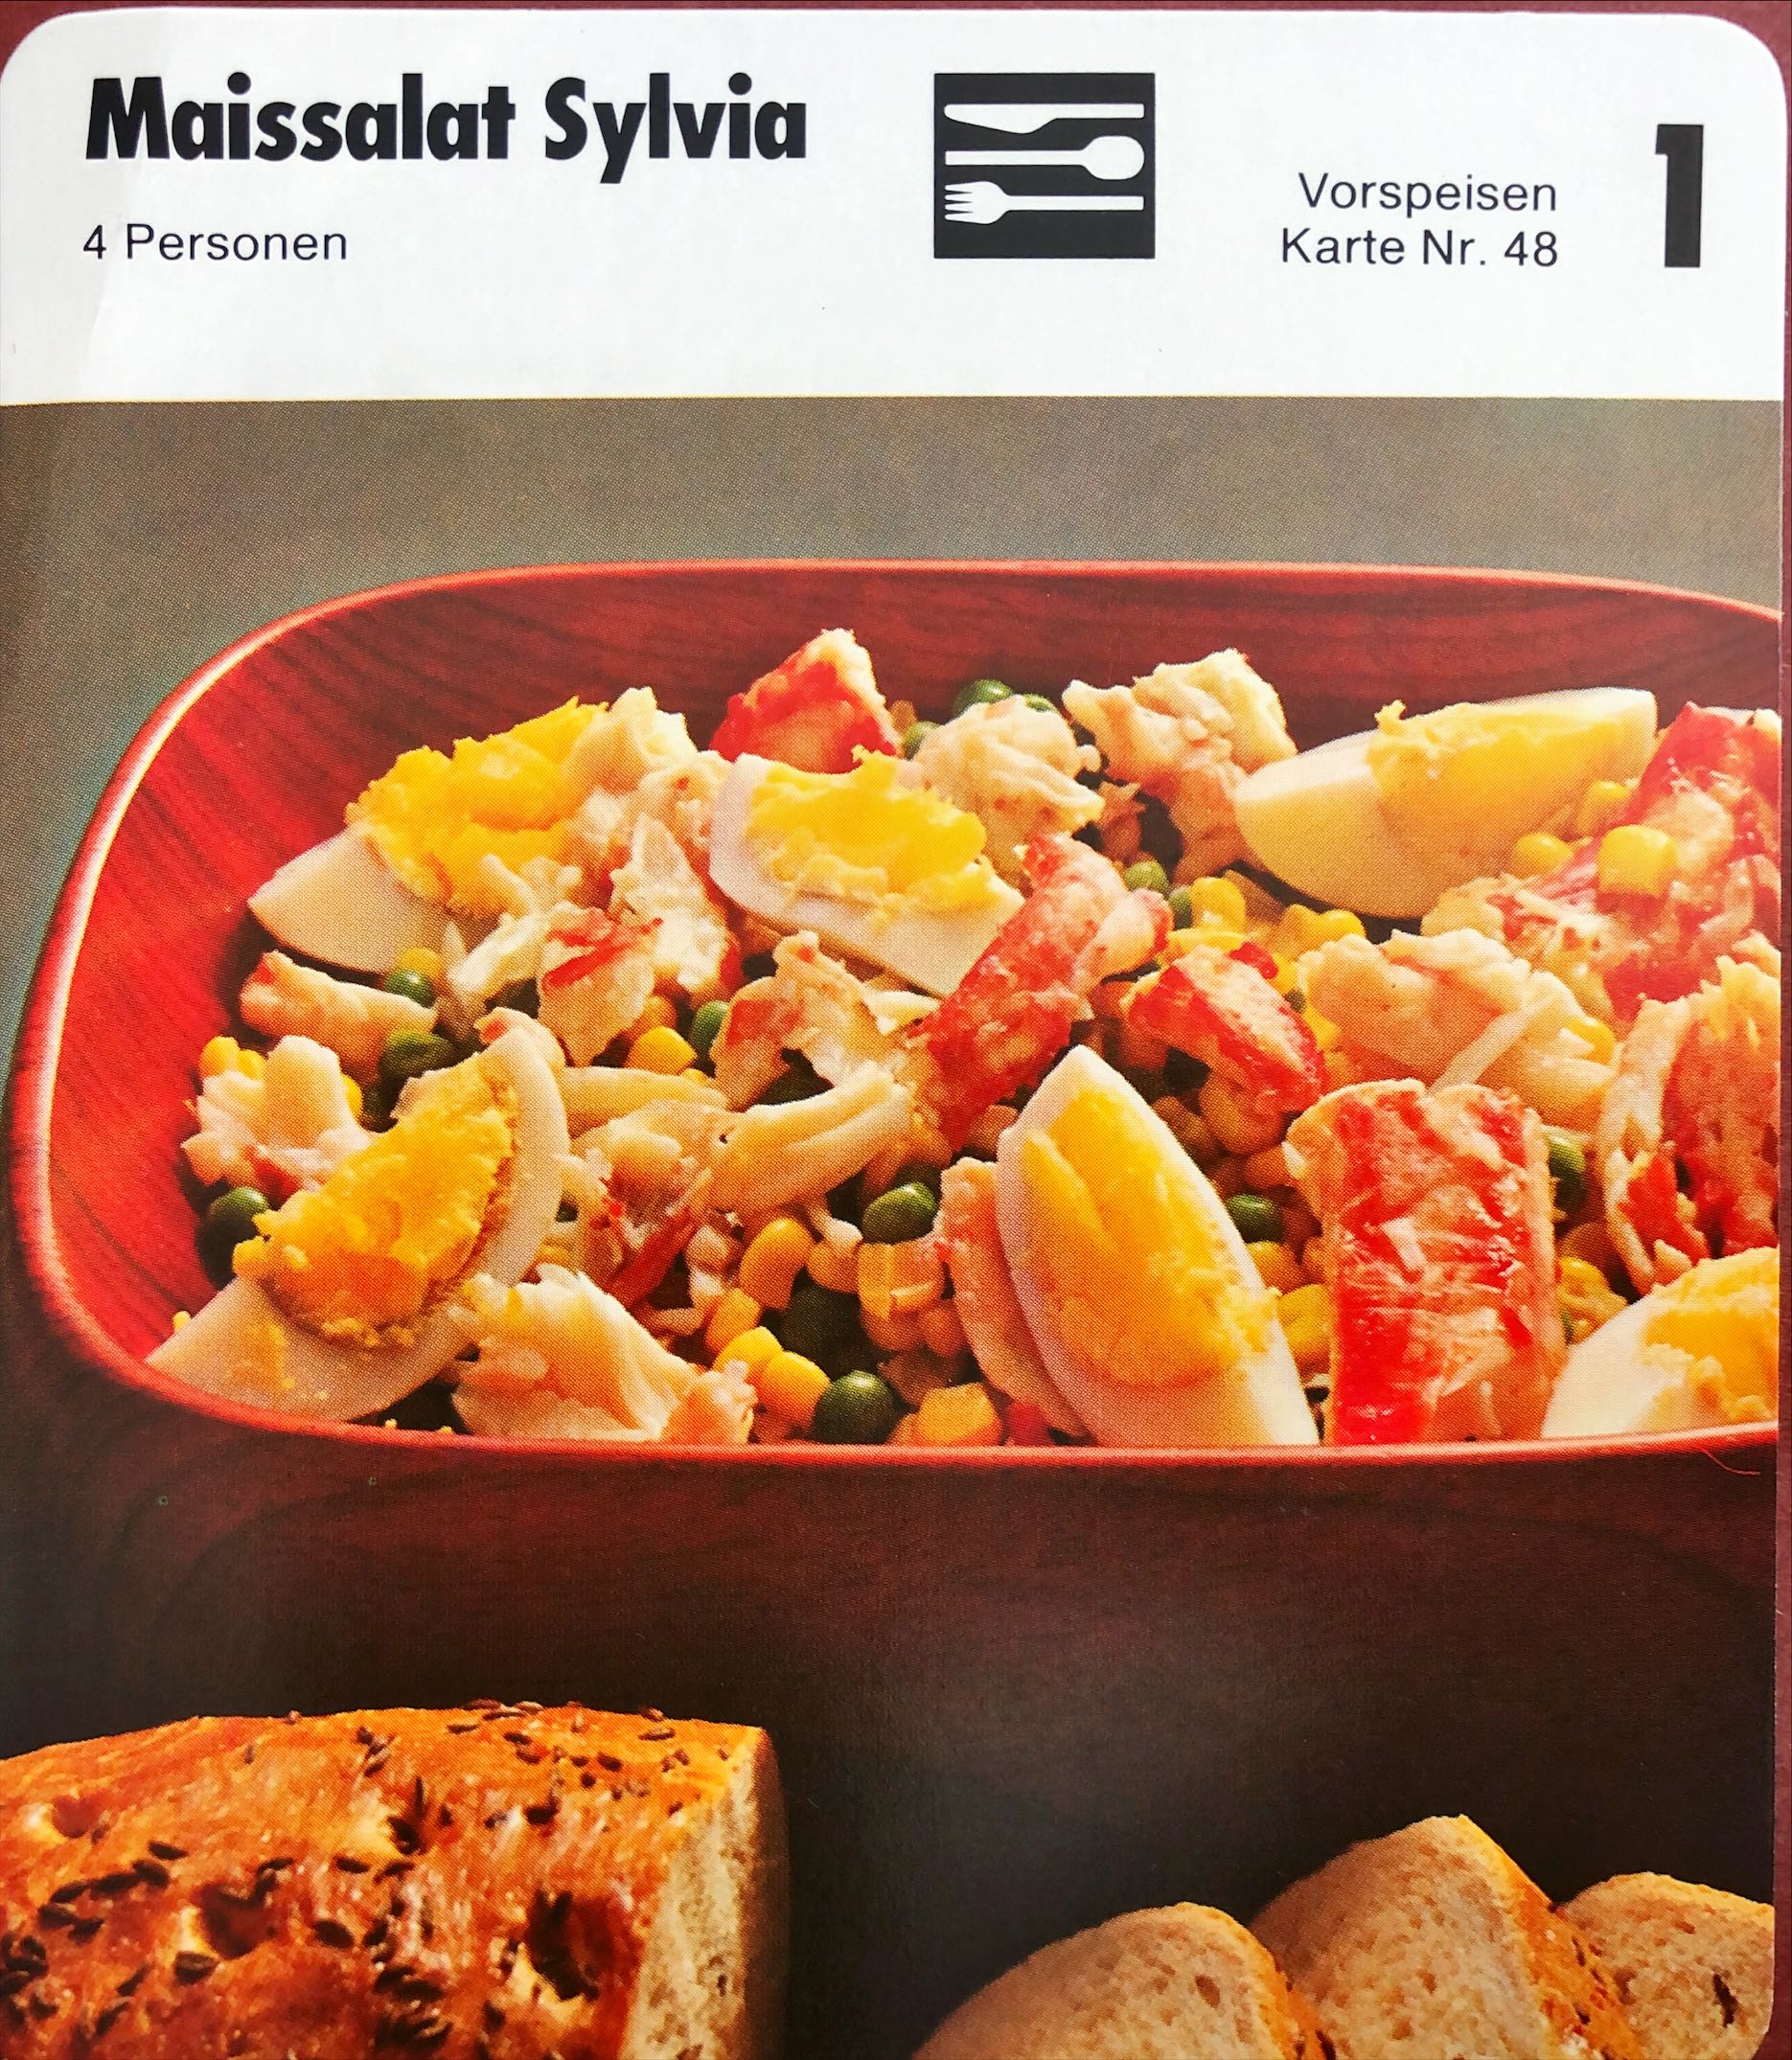 Maissalat Sylvia
4 Personen
Vorspeisen
Karte Nr. 48
1